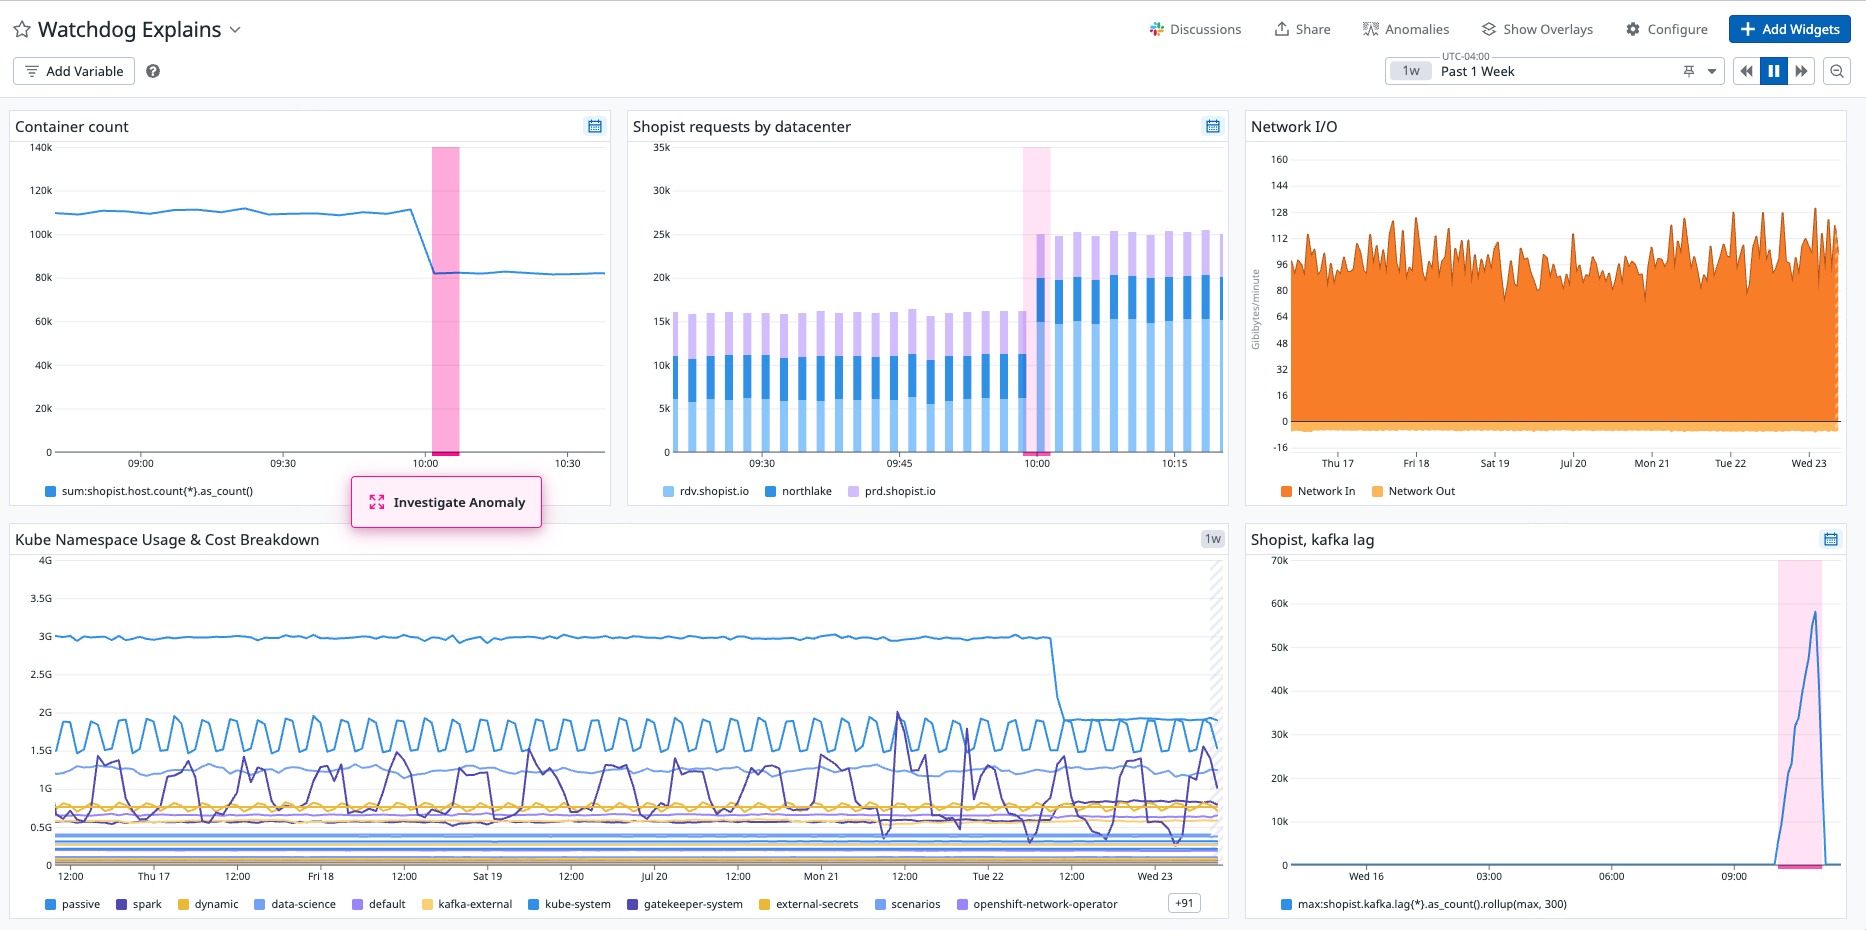 Watchdog Explains
Discussions
Share
Anomalies
Show Overlays
Configure
Add Widgets
Add Variable
UTC-04:00
1w
Past 1 Week
Container count
140k
120k
100k
80k
60k
40k
20k
0
09:00
09:30
10:00
10:30
sum:shopist.host.count{*}.as_count()
Investigate Anomaly
Shopist requests by datacenter
35k
30k
25k
20k
15k
10k
5k
0
09:30
09:45
10:00
10:15
rdv.shopist.io
northlake
prd.shopist.io
Network I/O
Gibibytes/minute
160
144
128
112
96
80
64
48
32
16
0
-16
Thu 17
Fri 18
Sat 19
Jul 20
Mon 21
Tue 22
Wed 23
Network In
Network Out
Kube Namespace Usage & Cost Breakdown
1w
4G
3.5G
3G
2.5G
2G
1.5G
1G
0.5G
0
12:00
Thu 17
12:00
Fri 18
12:00
Sat 19
12:00
Jul 20
12:00
Mon 21
12:00
Tue 22
12:00
Wed 23
passive
spark
dynamic
data-science
default
kafka-external
kube-system
gatekeeper-system
external-secrets
scenarios
openshift-network-operator
+91
Shopist, kafka lag
70k
60k
50k
40k
30k
20k
10k
0
Wed 16
03:00
06:00
09:00
max:shopist.kafka.lag{*}.as_count().rollup(max, 300)